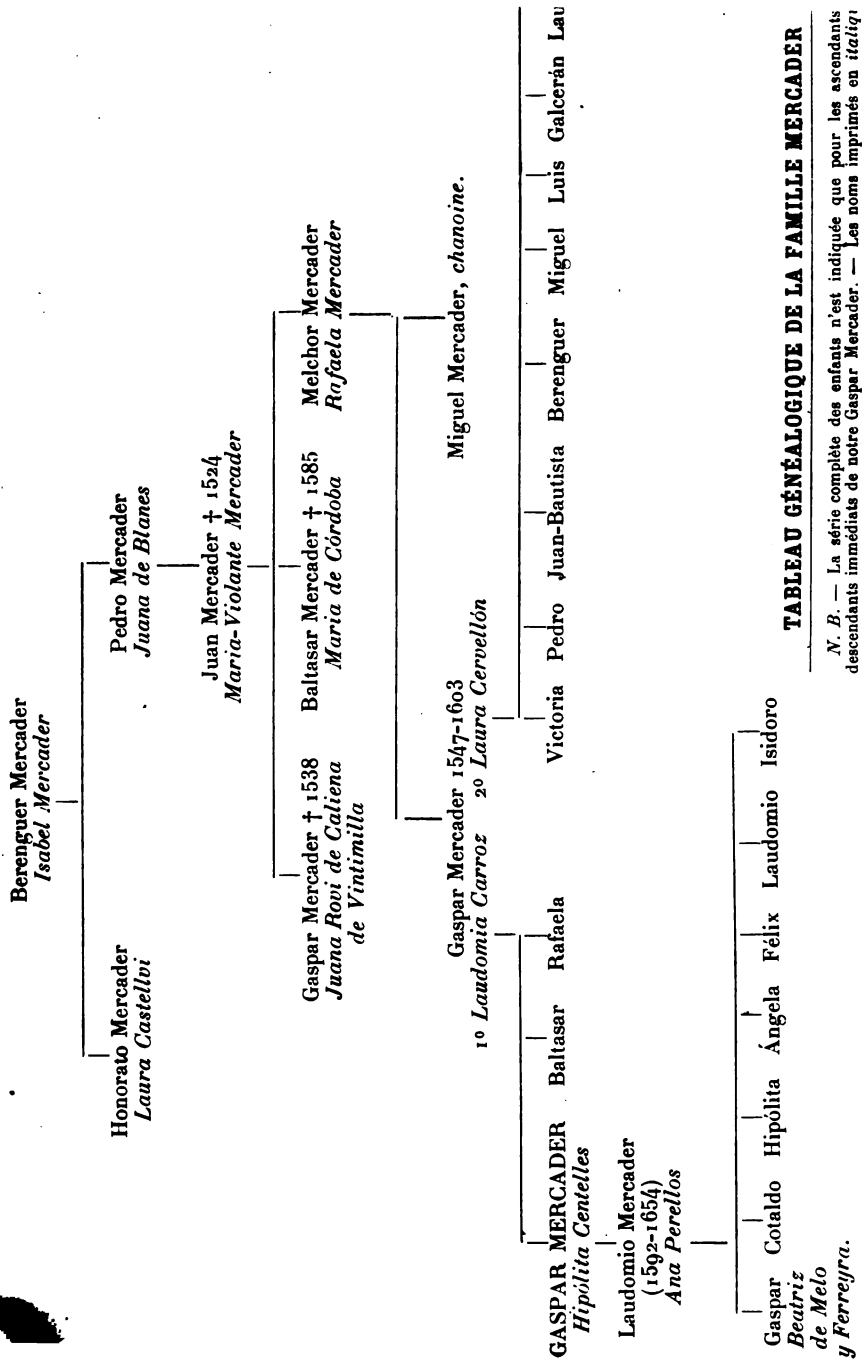 Berenguer Mercader
Isabel Mercader
Honorato Mercader
Laura Castellvi
Pedro Mercader
Juana de Blanes
Juan Mercader † 1524
Maria-Violante Mercader
Gaspar Mercader † 1538
Juana Rovi de Caliena
de Vintimilla
Baltasar Mercader † 1585
Maria de Córdoba
Melchor Mercader
Rafaela Mercader
Gaspar Mercader 1547-1603
1º Laudomia Carroz 2º Laura Cervellón
Miguel Mercader, chanoine.
GASPAR MERCADER
Hipólita Centelles
Baltasar Rafaela
Victoria Pedro Juan-Bautista Berenguer Miguel Luis Galcerán Lau
Laudomio Mercader
(1592-1654)
Ana Perellos
Gaspar
Beatriz
de Melo
y Ferreyra.
Cotaldo Hipólita Ángela Félix Laudomio Isidoro
TABLEAU GÉNÉALOGIQUE DE LA FAMILLE MERCADER
N. B. — La série complète des enfants n'est indiquée que pour les ascendants
descendants immédiats de notre Gaspar Mercader. — Les noms imprimés en italiq